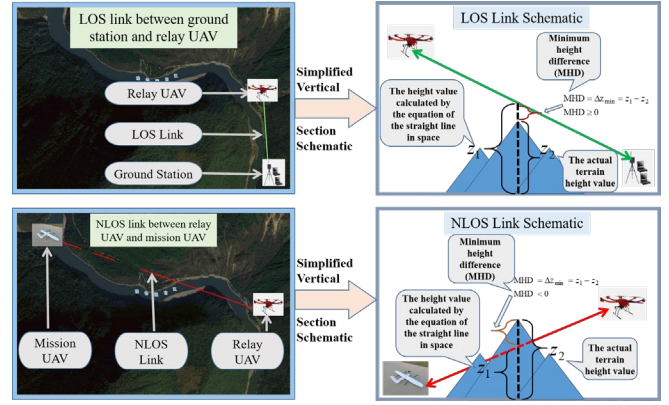 LOS link between ground
station and relay UAV
Relay UAV
LOS Link
Ground Station
Simplified
Vertical
Section Schematic
LOS Link Schematic
Minimum
height
difference
(MHD)
The height value
calculated by
the equation of
the straight line
in space
MHD = Δz_min = z₁ − z₂
MHD ≥ 0
z₁
z₂
The actual
terrain
height value
NLOS link between relay
UAV and mission UAV
Mission
UAV
NLOS
Link
Relay
UAV
Simplified
Vertical
Section Schematic
NLOS Link Schematic
Minimum
height
difference
(MHD)
MHD = Δz_min = z₁ − z₂
MHD < 0
The height value
calculated by
the equation of
the straight line
in space
z₁
z₂
The actual
terrain
height value